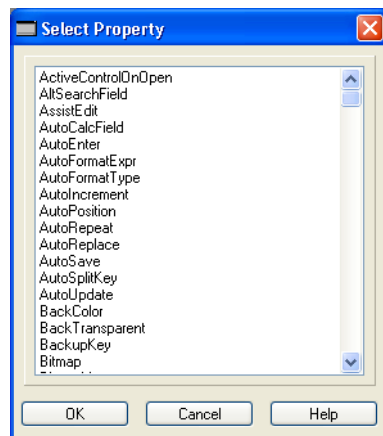 Select Property
ActiveControlOnOpen
AltSearchField
AssistEdit
AutoCalcField
AutoEnter
AutoFormatExpr
AutoFormatType
AutoIncrement
AutoPosition
AutoRepeat
AutoReplace
AutoSave
AutoSplitKey
AutoUpdate
BackColor
BackTransparent
BackupKey
Bitmap
OK Cancel Help